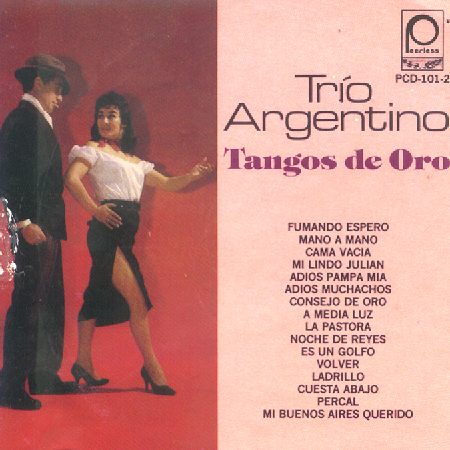 Peerless
PCD-101-2
Trío
Argentino
Tangos de Oro
FUMANDO ESPERO
MANO A MANO
CAMA VACIA
MI LINDO JULIAN
ADIOS PAMPA MIA
ADIOS MUCHACHOS
CONSEJO DE ORO
A MEDIA LUZ
LA PASTORA
NOCHE DE REYES
ES UN GOLFO
VOLVER
LADRILLO
CUESTA ABAJO
PERCAL
MI BUENOS AIRES QUERIDO